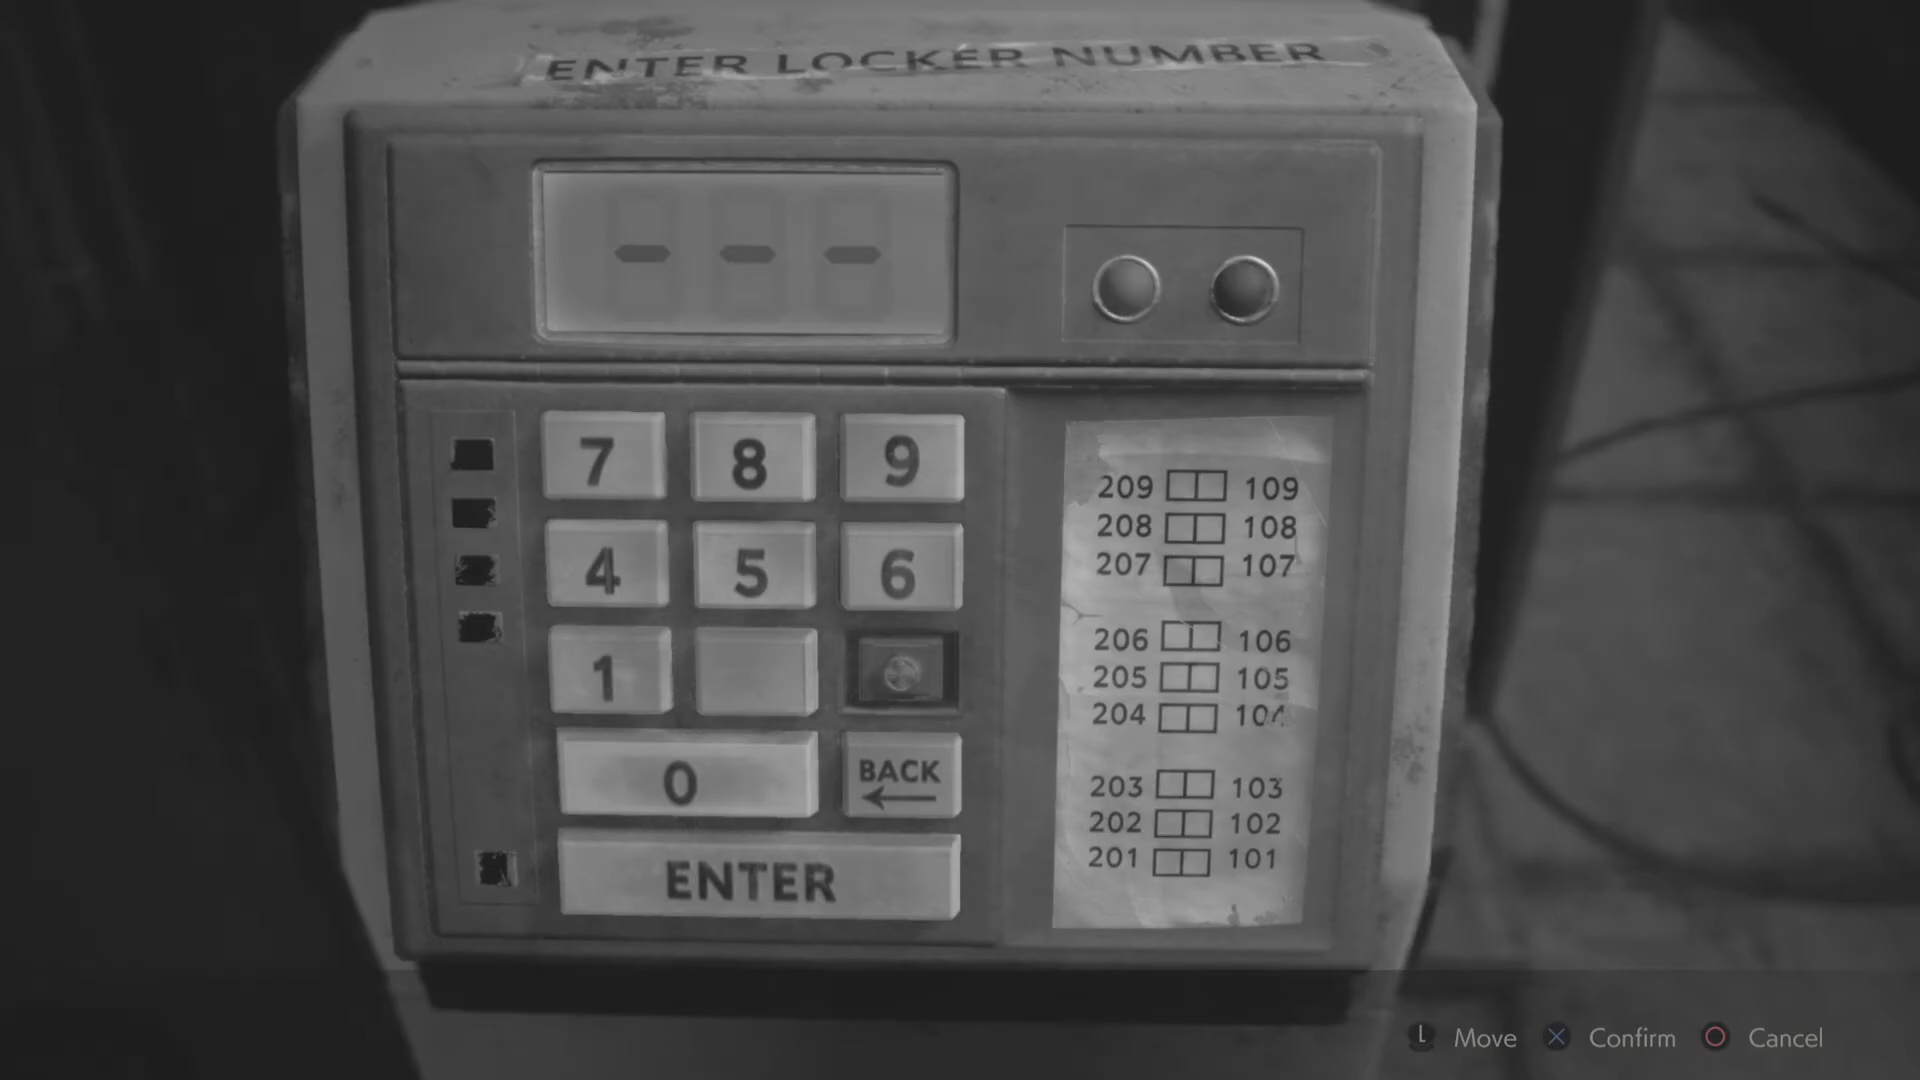 ENTER LOCKER NUMBER
- - -
7 8 9
4 5 6
1
0 BACK
ENTER
209 109
208 108
207 107
206 106
205 105
204 104
203 103
202 102
201 101
L Move Confirm Cancel